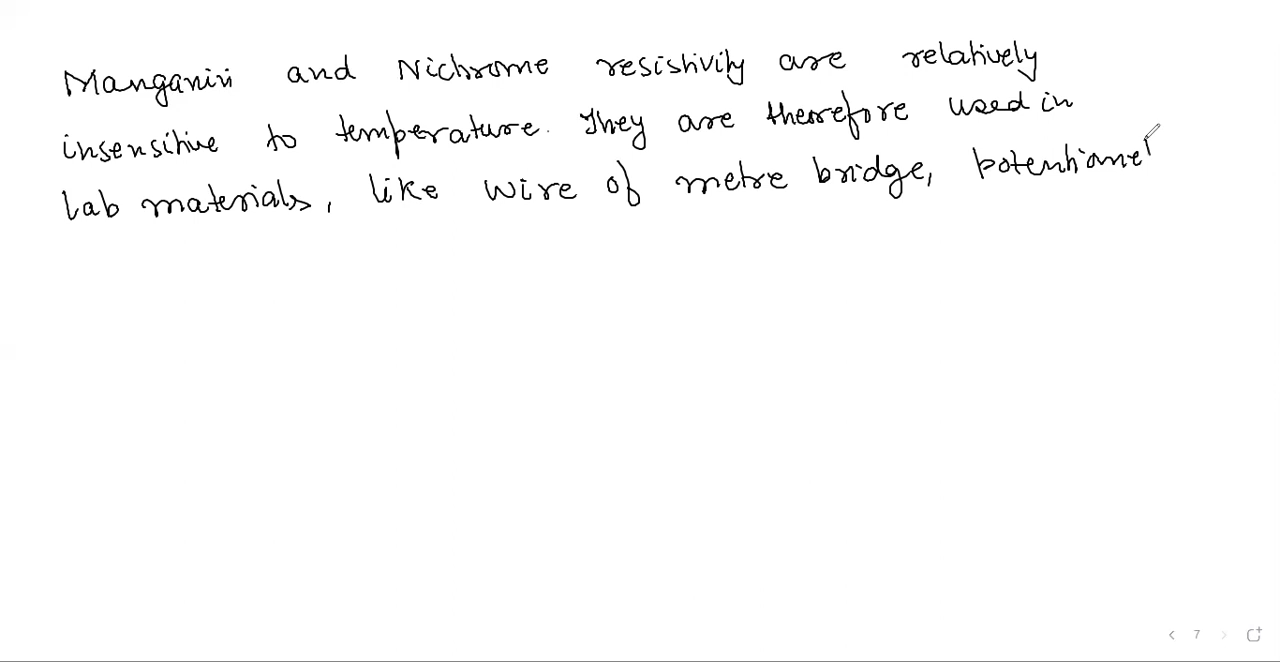 Manganin and Nichrome resistivity are relatively
insensitive to temperature. They are therefore used in
Lab materials, like wire of metre bridge, potentiomet
7